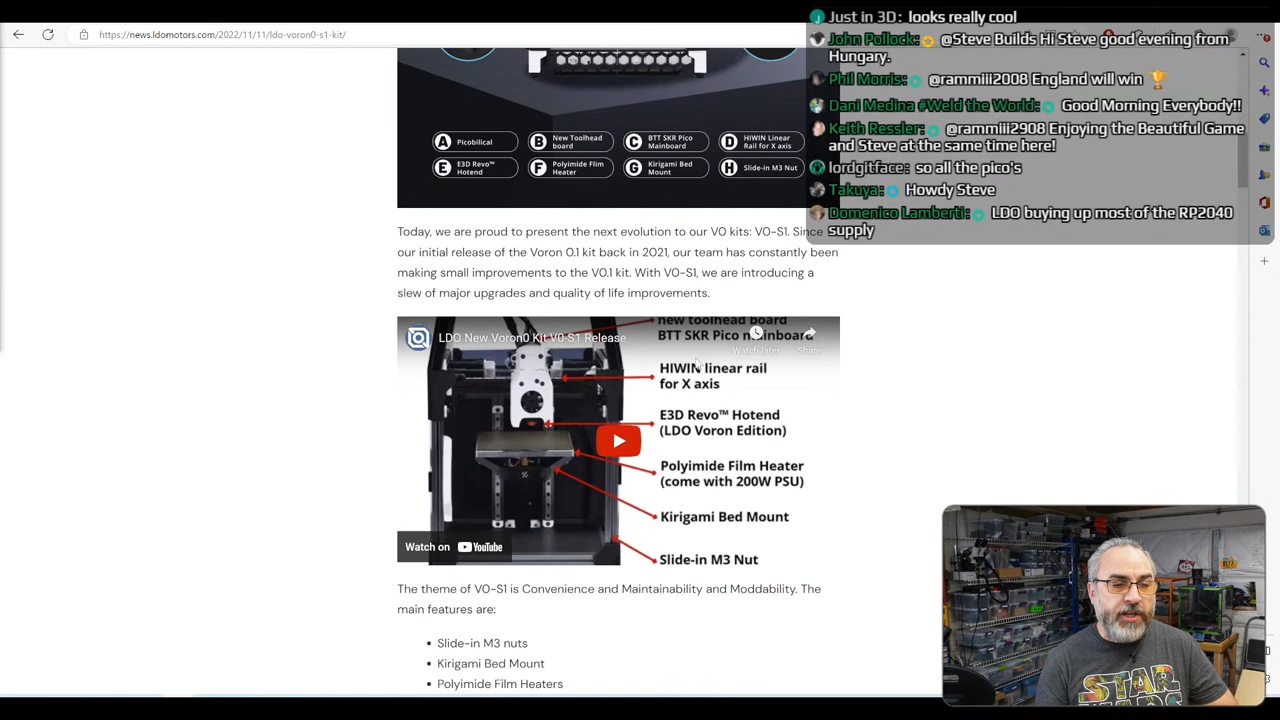 https://news.ldomotors.com/2022/11/11/ldo-voron0-s1-kit/
Just in 3D: looks really cool
John Pollock: @Steve Builds Hi Steve good evening from
Hungary.
Phil Morris: @rammiii2008 England will win
Dani Medina #Weld the World: Good Morning Everybody!!
Keith Ressler: @rammiii2908 Enjoying the Beautiful Game
and Steve at the same time here!
lordgitface: so all the pico's
Takuya: Howdy Steve
Domenico Lamberti: LDO buying up most of the RP2040
supply
A Picobilical
B New Toolhead
board
C BTT SKR Pico
Mainboard
D HIWIN Linear
Rail for X axis
E E3D Revo™
Hotend
F Polyimide Flim
Heater
G Kirigami Bed
Mount
H Slide-in M3 Nut
Today, we are proud to present the next evolution to our V0 kits: V0-S1. Since
our initial release of the Voron 0.1 kit back in 2021, our team has constantly been
making small improvements to the V0.1 kit. With V0-S1, we are introducing a
slew of major upgrades and quality of life improvements.
LDO New Voron0 Kit V0-S1 Release
Watch later
Share
new toolhead board
BTT SKR Pico mainboard
HIWIN linear rail
for X axis
E3D Revo™ Hotend
(LDO Voron Edition)
Polyimide Film Heater
(come with 200W PSU)
Kirigami Bed Mount
Slide-in M3 Nut
Watch on YouTube
The theme of V0-S1 is Convenience and Maintainability and Moddability. The
main features are:
• Slide-in M3 nuts
• Kirigami Bed Mount
• Polyimide Film Heaters
STAR
WARS